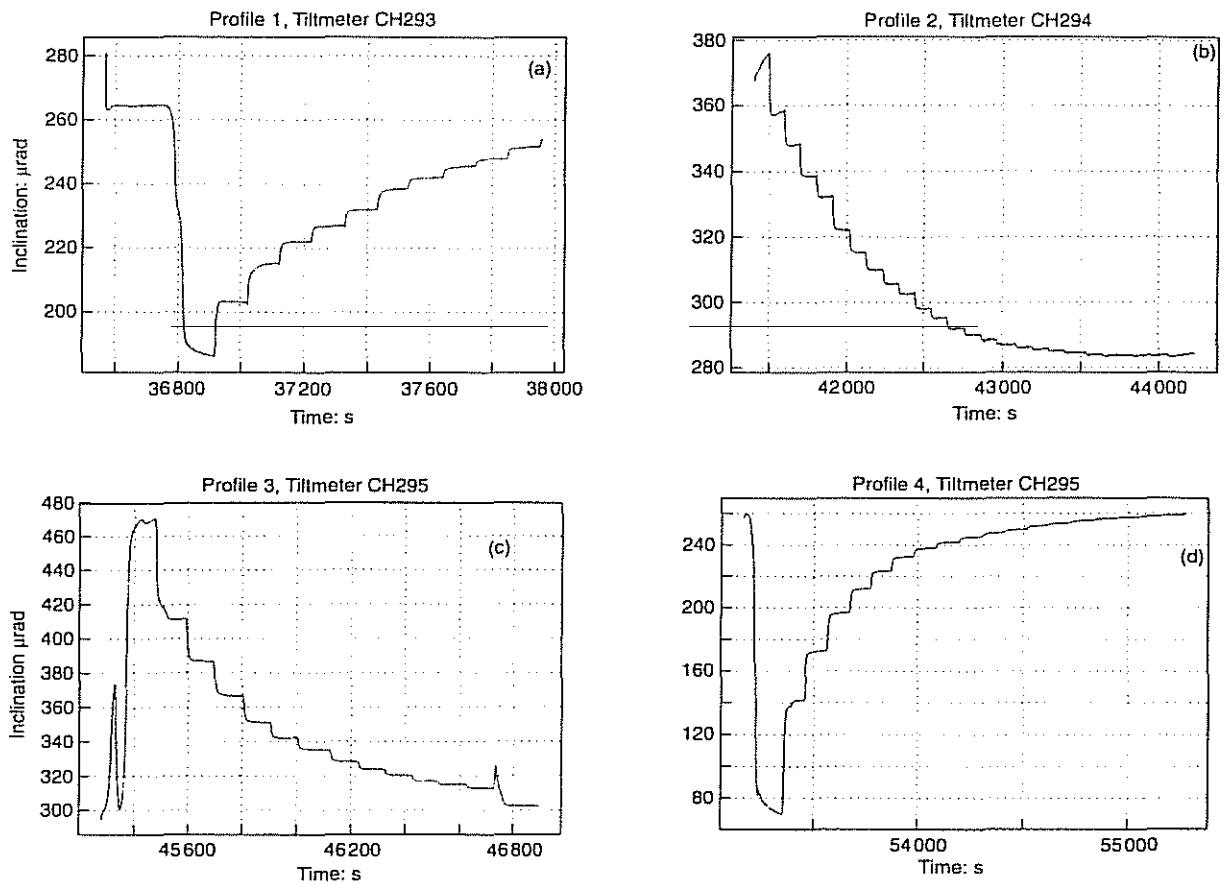 Profile 1, Tiltmeter CH293
(a)
Inclination: μrad
280
260
240
220
200
36800
37200
37600
38000
Time: s
Profile 2, Tiltmeter CH294
(b)
380
360
340
320
300
280
42000
43000
44000
Time: s
Profile 3, Tiltmeter CH295
(c)
Inclination μrad
480
460
440
420
400
380
360
340
320
300
45600
46200
46800
Time: s
Profile 4, Tiltmeter CH295
(d)
240
200
160
120
80
54000
55000
Time: s